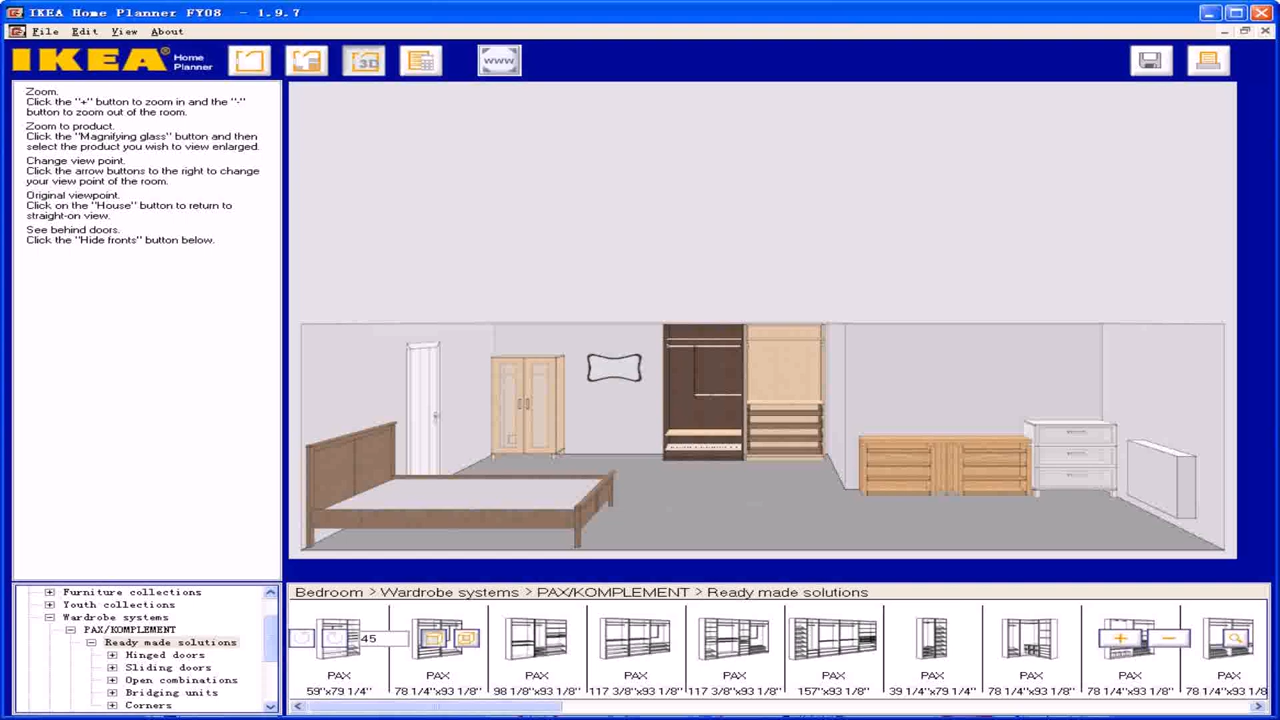 IKEA Home Planner FY08 - 1.9.7
File Edit View About
IKEA® Home Planner
3D
www
Zoom.
Click the "+" button to zoom in and the "-"
button to zoom out of the room.
Zoom to product.
Click the "Magnifying glass" button and then
select the product you wish to view enlarged.
Change view point.
Click the arrow buttons to the right to change
your view point of the room.
Original viewpoint.
Click on the "House" button to return to
straight-on view.
See behind doors.
Click the "Hide fronts" button below.
Furniture collections
Youth collections
Wardrobe systems
PAX/KOMPLEMENT
Ready made solutions
Hinged doors
Sliding doors
Open combinations
Bridging units
Corners
Bedroom > Wardrobe systems > PAX/KOMPLEMENT > Ready made solutions
45
PAX PAX PAX PAX PAX PAX PAX PAX PAX PAX
59"x79 1/4" 78 1/4"x93 1/8" 98 1/8"x93 1/8" 117 3/8"x93 1/8" 117 3/8"x93 1/8" 157"x93 1/8" 39 1/4"x79 1/4" 78 1/4"x93 1/8" 78 1/4"x93 1/8" 78 1/4"x93 1/8